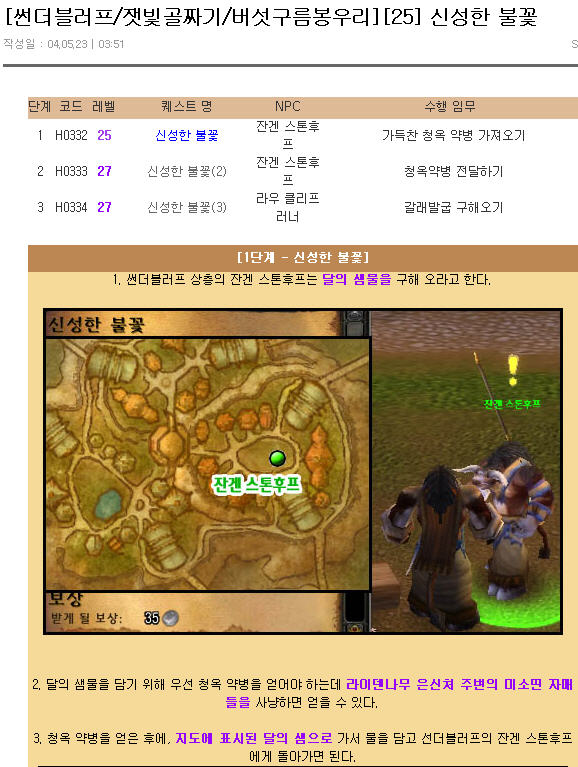 [썬더블러프/잿빛골짜기/버섯구름봉우리][25] 신성한 불꽃
작성일 : 04,05,23 | 03:51
S
단계 코드 레벨 퀘스트 명 NPC 수행 임무
1 H0332 25 신성한 불꽃 잔겐 스톤후프 가득찬 청옥 약병 가져오기
2 H0333 27 신성한 불꽃(2) 잔겐 스톤후프 청옥약병 전달하기
3 H0334 27 신성한 불꽃(3) 라우 클리프러너 갈래발굽 구해오기
[1단계 - 신성한 불꽃]
1. 썬더블러프 상층의 잔겐 스톤후프는 달의 샘물을 구해 오라고 한다.
신성한 불꽃
잔겐 스톤후프
잔겐 스톤후프
보상
받게 될 보상: 35
2. 달의 샘물을 담기 위해 우선 청옥 약병을 얻어야 하는데 라이덴나무 은신처 주변의 미소띤 자매
들을 사냥하면 얻을 수 있다.
3. 청옥 약병을 얻은 후에, 지도에 표시된 달의 샘으로 가서 물을 담고 선더블러프의 잔겐 스톤후프
에게 돌아가면 된다.